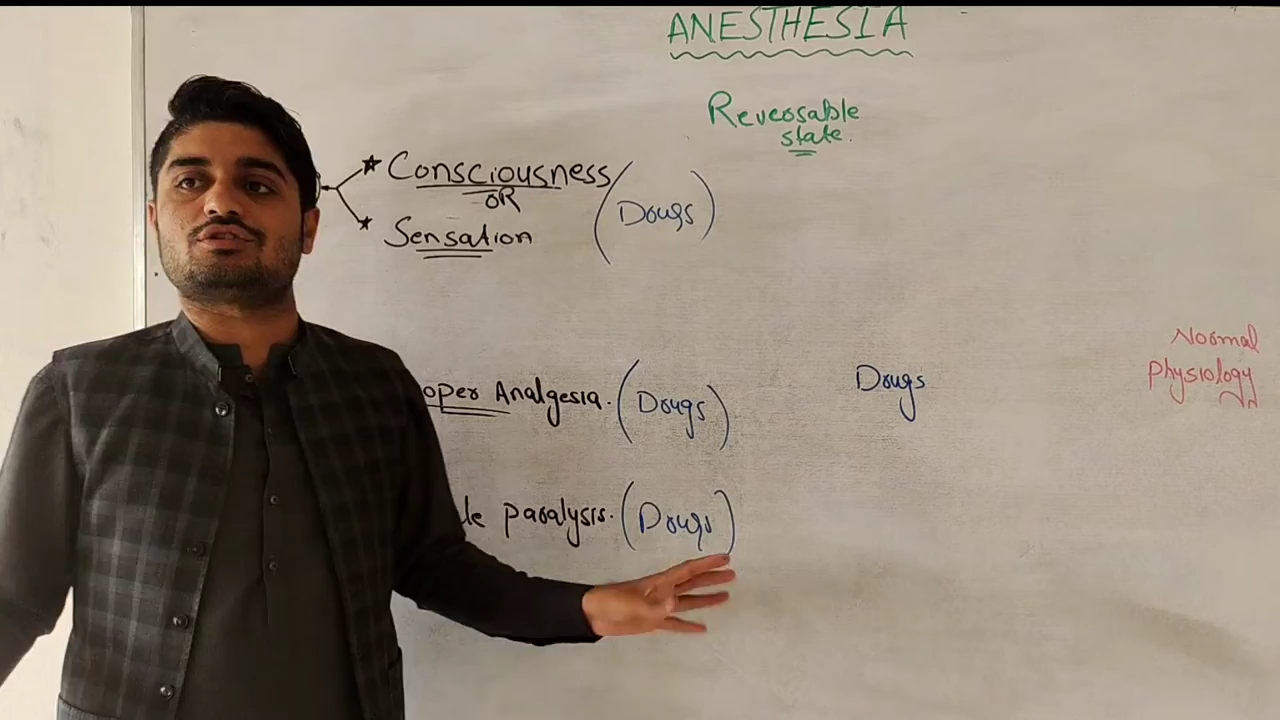 ANESTHESIA
Reversable
state.
Consciousness
OR
Sensation (Drugs)
oper Analgesia. (Drugs)
Drugs
Normal
Physiology
le paralysis. (Drugs)